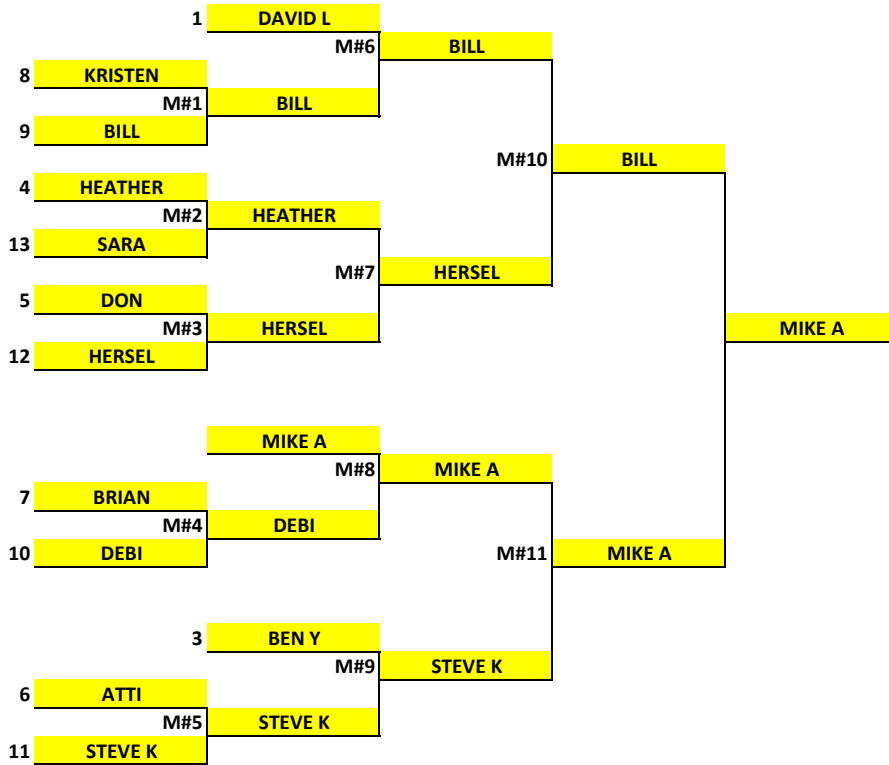 1 DAVID L
M#6 BILL
8 KRISTEN
M#1 BILL
9 BILL
M#10 BILL
4 HEATHER
M#2 HEATHER
13 SARA
M#7 HERSEL
5 DON
M#3 HERSEL
MIKE A
12 HERSEL
MIKE A
M#8 MIKE A
7 BRIAN
M#4 DEBI
10 DEBI
M#11 MIKE A
3 BEN Y
M#9 STEVE K
6 ATTI
M#5 STEVE K
11 STEVE K